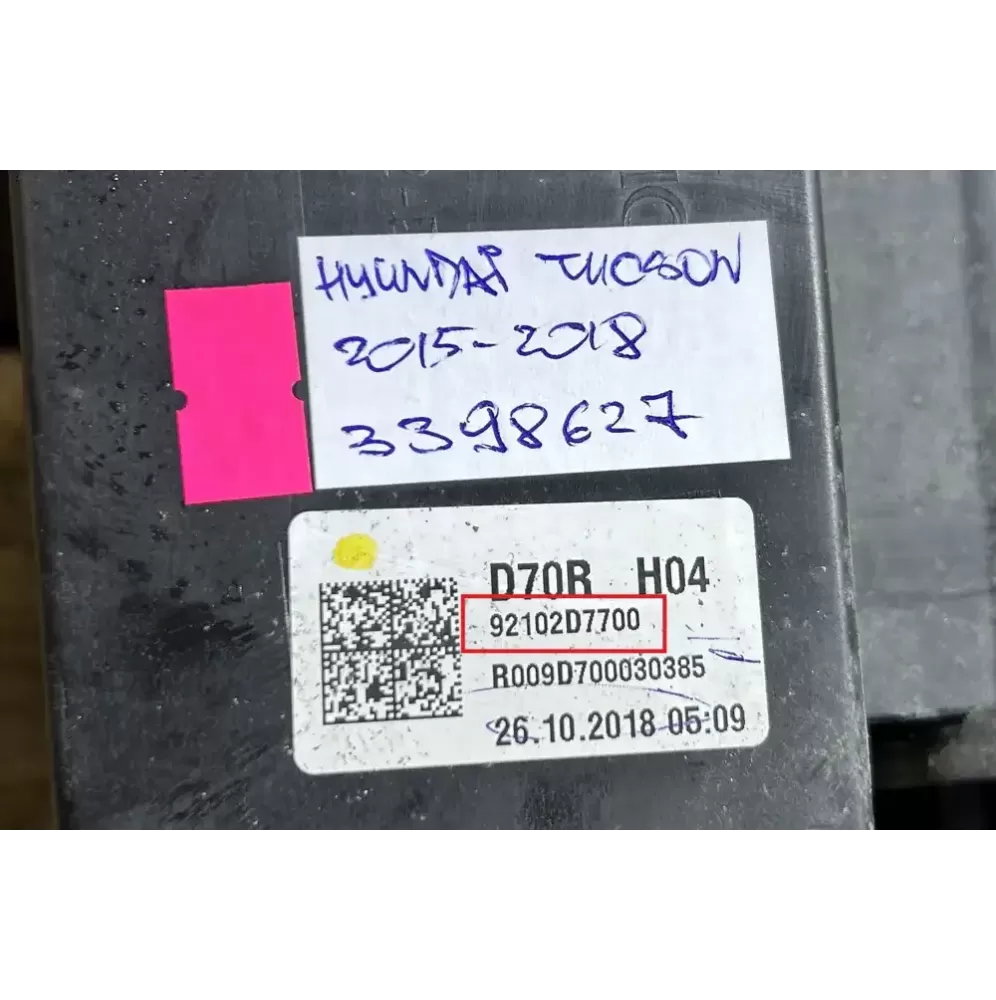 HYUNDAI TUCSON
2015-2018
3398627
D70R H04
92102D7700
R009D700030385
26.10.2018 05:09